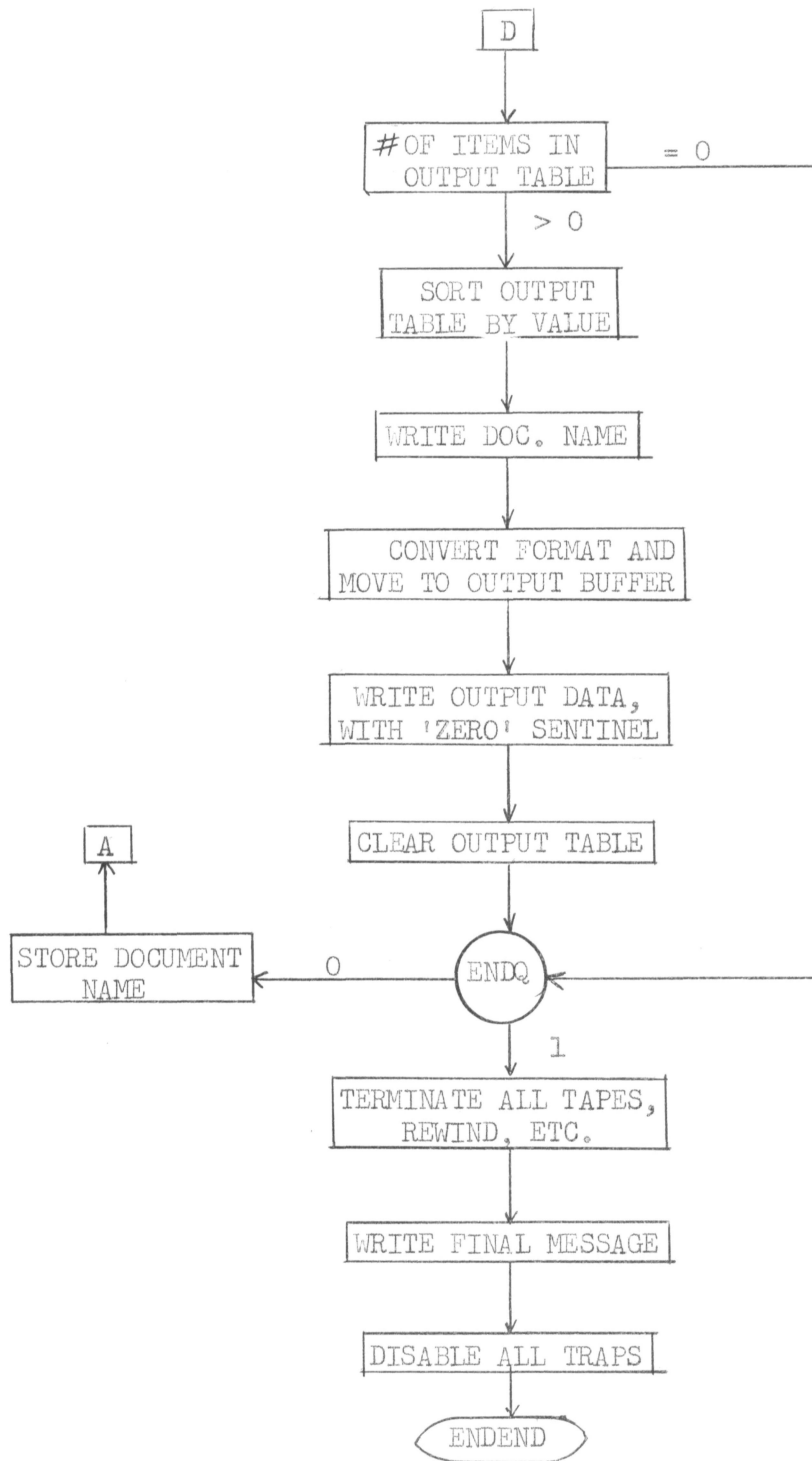 D
# OF ITEMS IN
OUTPUT TABLE
= 0
> 0
SORT OUTPUT
TABLE BY VALUE
WRITE DOC. NAME
CONVERT FORMAT AND
MOVE TO OUTPUT BUFFER
WRITE OUTPUT DATA,
WITH 'ZERO' SENTINEL
CLEAR OUTPUT TABLE
A
STORE DOCUMENT
NAME
0
ENDQ
1
TERMINATE ALL TAPES,
REWIND, ETC.
WRITE FINAL MESSAGE
DISABLE ALL TRAPS
ENDEND